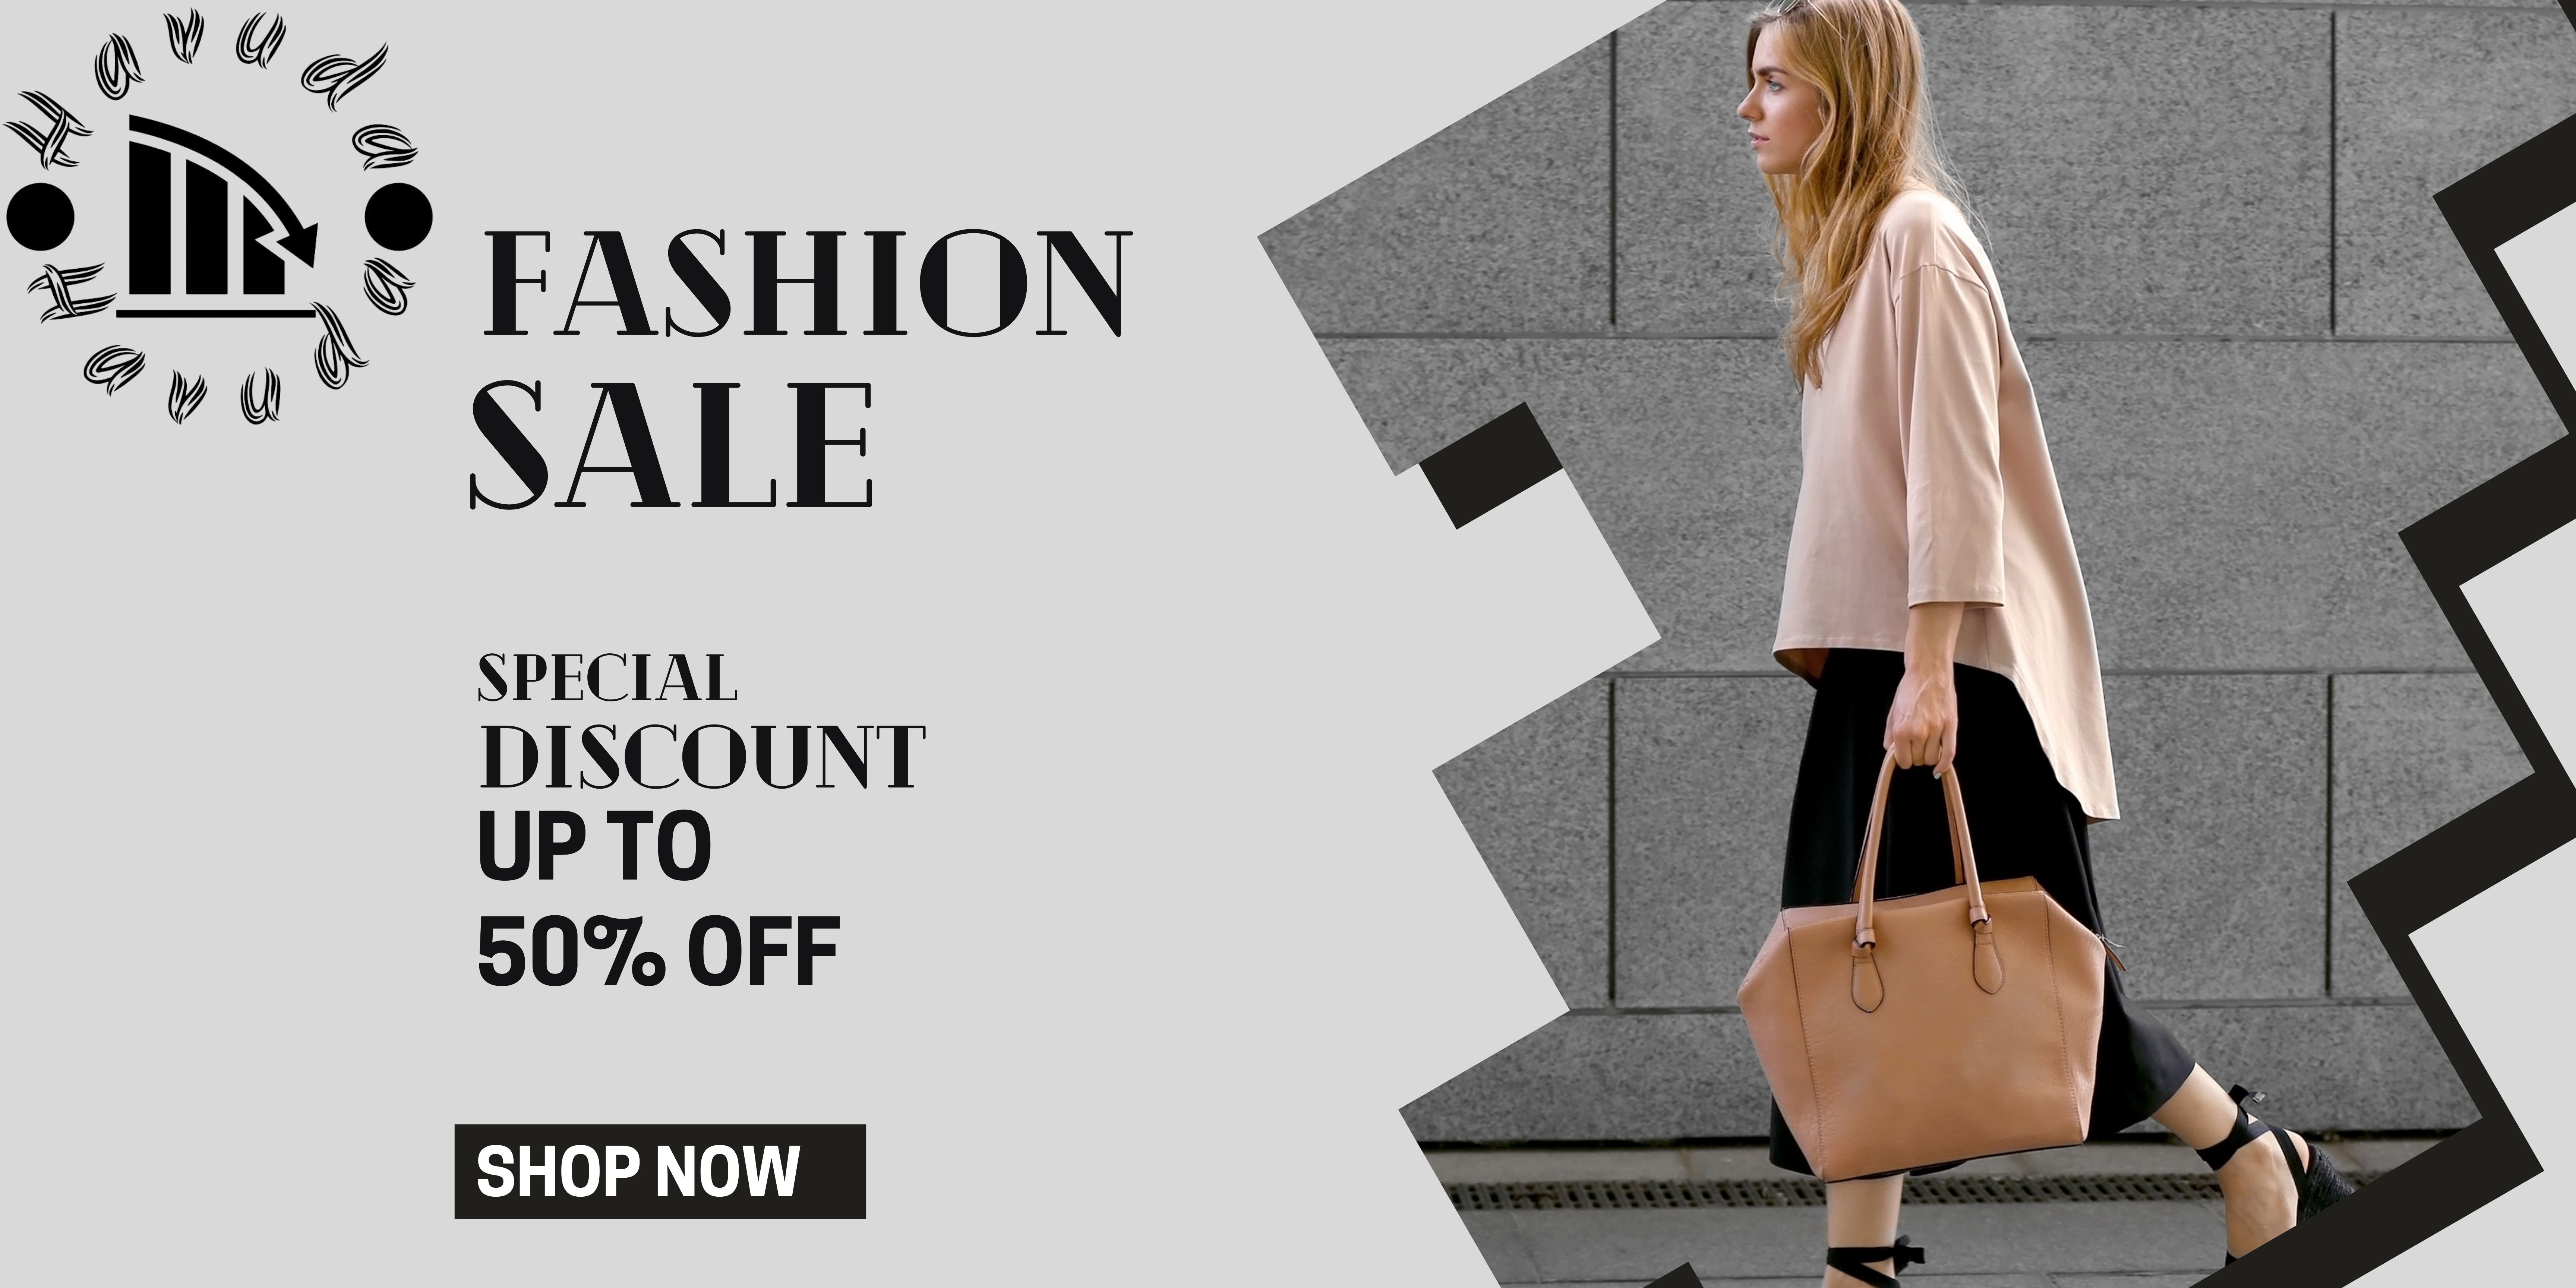 Havuda
Havuda
FASHION
SALE
SPECIAL
DISCOUNT
UP TO
50% OFF
SHOP NOW